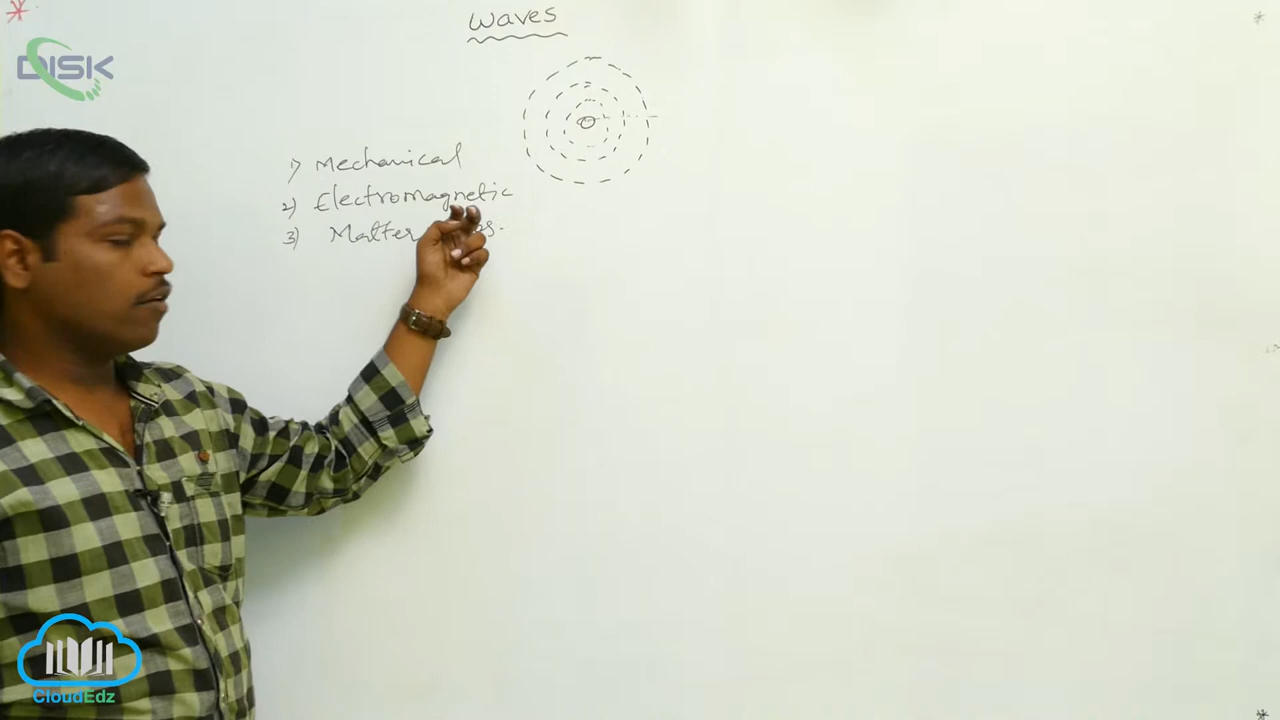 Waves
DISK
1) Mechanical
2) Electromagnetic
3) Matter
CloudEdz